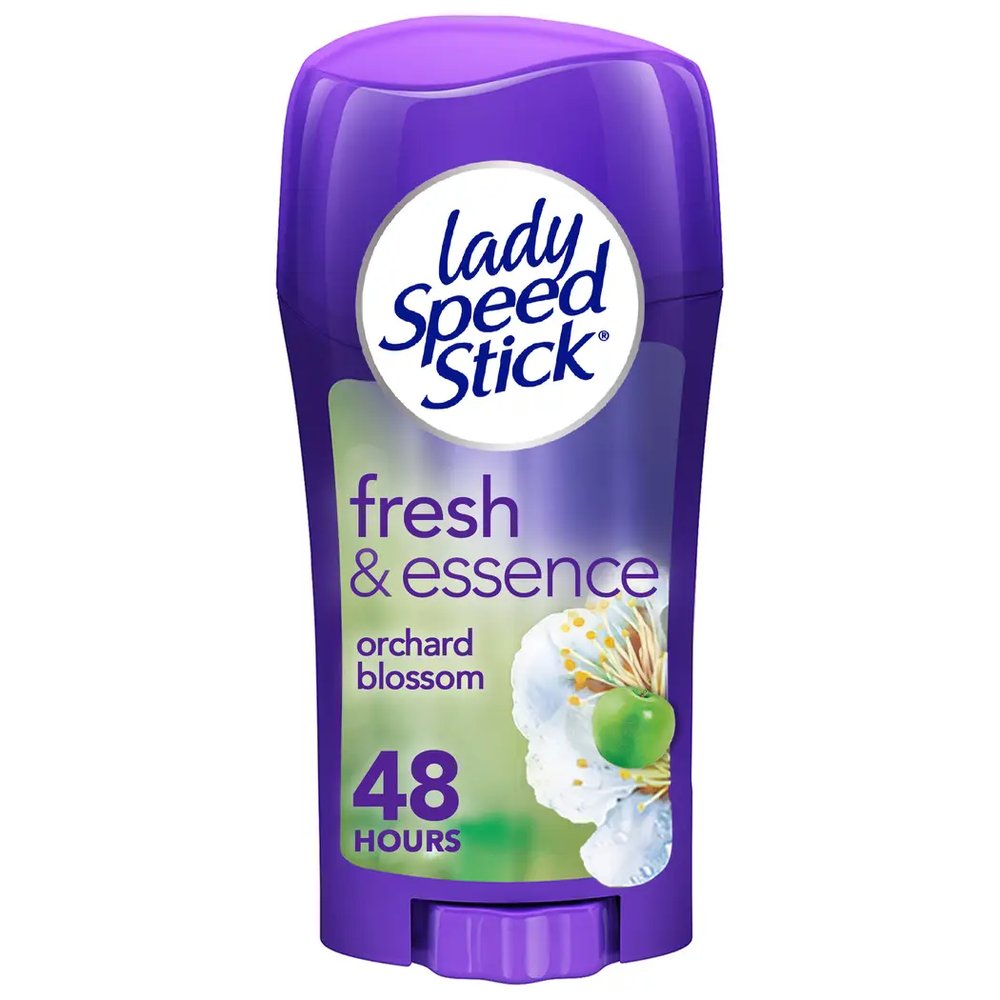 lady
Speed
Stick®
fresh
& essence
orchard
blossom
48
HOURS